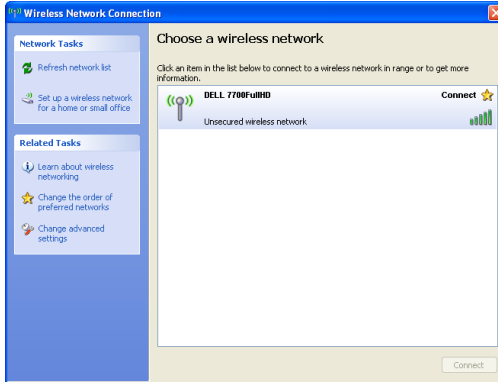 Wireless Network Connection
Network Tasks
Refresh network list
Set up a wireless network
for a home or small office
Related Tasks
Learn about wireless
networking
Change the order of
preferred networks
Change advanced
settings
Choose a wireless network
Click an item in the list below to connect to a wireless network in range or to get more
information.
DELL 7700FullHD
Connect
Unsecured wireless network
Connect